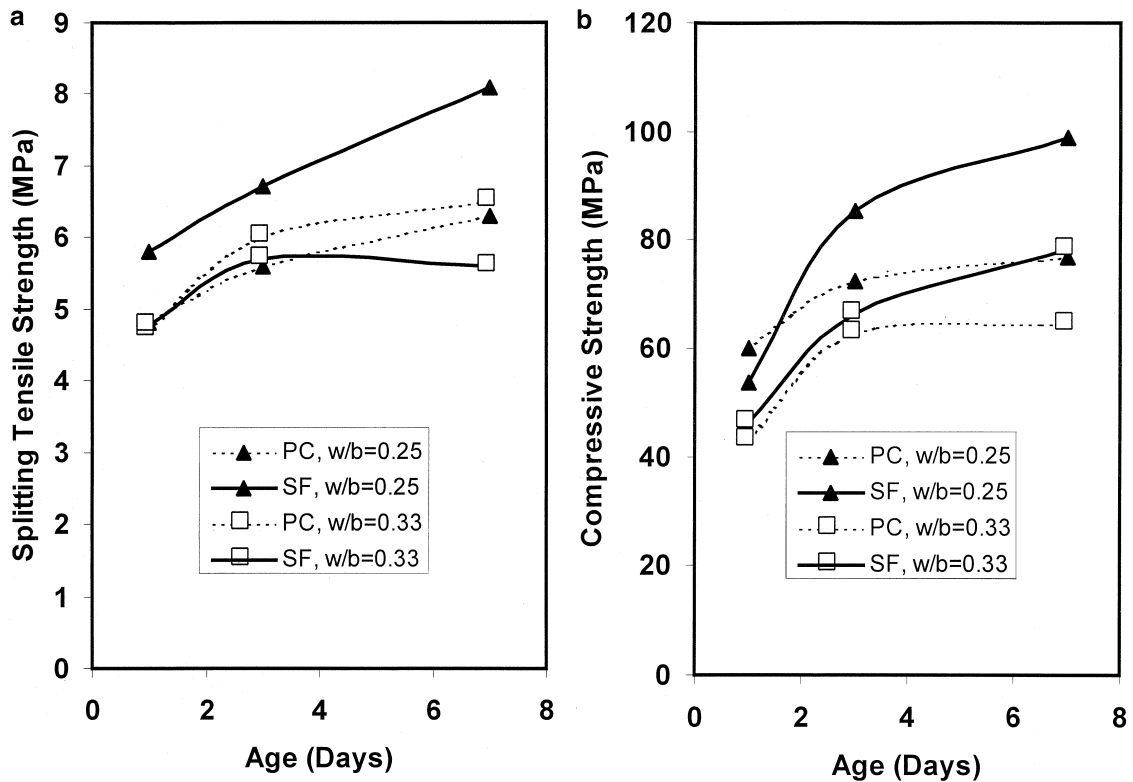 a
9
8
7
6
5
4
3
2
1
0
Splitting Tensile Strength (MPa)
PC, w/b=0.25
SF, w/b=0.25
PC, w/b=0.33
SF, w/b=0.33
0 2 4 6 8
Age (Days)
b
120
100
80
60
40
20
0
Compressive Strength (MPa)
PC, w/b=0.25
SF, w/b=0.25
PC, w/b=0.33
SF, w/b=0.33
0 2 4 6 8
Age (Days)